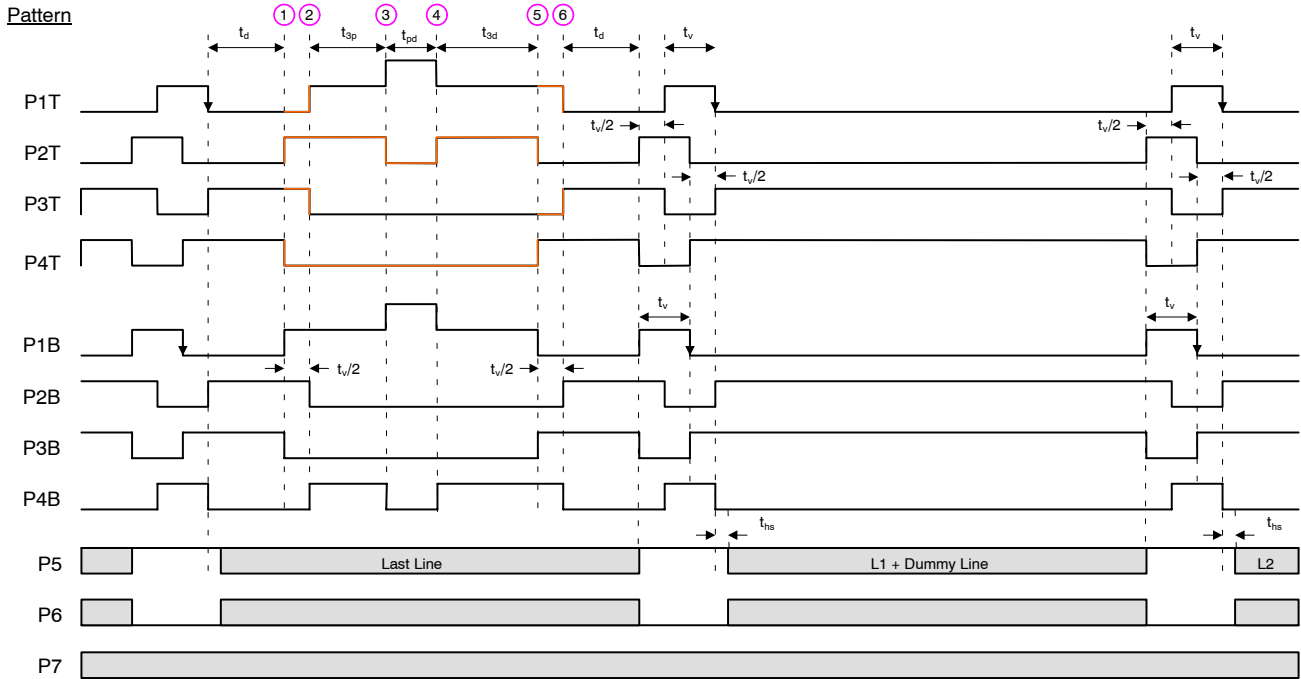 Pattern
1 2 3 4 5 6
td t3p tpd t3d td tv tv
P1T
tv/2 tv/2
P2T
tv/2 tv/2
P3T
P4T
tv tv
P1B
tv/2 tv/2
P2B
P3B
P4B
ths ths
P5 Last Line L1 + Dummy Line L2
P6
P7